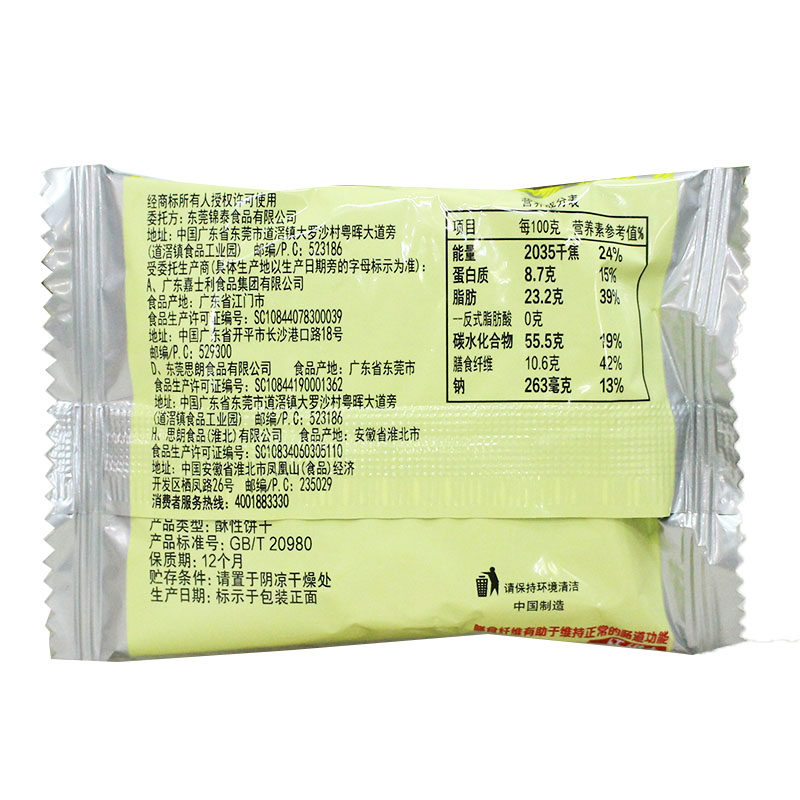 经商标所有人授权许可使用
委托方：东莞锦泰食品有限公司
地址：中国广东省东莞市道滘镇大罗沙村粤晖大道旁
(道滘镇食品工业园) 邮编/P.C：523186
受委托生产商(具体生产地以生产日期旁的字母标示为准)：
A、广东嘉士利食品集团有限公司
食品产地：广东省江门市
食品生产许可证编号：SC10844078300039
地址：中国广东省开平市长沙港口路18号
邮编/P.C：529300
D、东莞思朗食品有限公司 食品产地：广东省东莞市
食品生产许可证编号：SC10844190001362
地址：中国广东省东莞市道滘镇大罗沙村粤晖大道旁
(道滘镇食品工业园) 邮编/P.C：523186
H、思朗食品(淮北)有限公司 食品产地：安徽省淮北市
食品生产许可证编号：SC10834060305110
地址：中国安徽省淮北市凤凰山(食品)经济
开发区栖凤路26号 邮编/P.C：235029
消费者服务热线：4001883330
产品类型：酥性饼干
产品标准号：GB/T 20980
保质期：12个月
贮存条件：请置于阴凉干燥处
生产日期：标示于包装正面
营养成分表
项目 每100克 营养素参考值%
能量 2035千焦 24%
蛋白质 8.7克 15%
脂肪 23.2克 39%
—反式脂肪酸 0克
碳水化合物 55.5克 19%
膳食纤维 10.6克 42%
钠 263毫克 13%
请保持环境清洁
中国制造
膳食纤维有助于维持正常的肠道功能